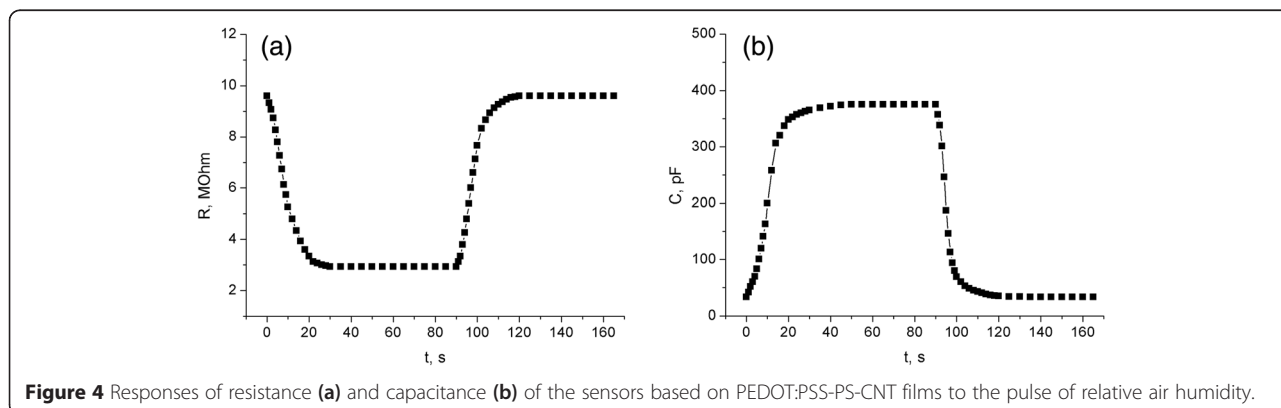 (a)
12
10
8
6
4
2
R, MOhm
0 20 40 60 80 100 120 140 160
t, s
(b)
500
400
300
200
100
0
C, pF
0 20 40 60 80 100 120 140 160
t, s
Figure 4 Responses of resistance (a) and capacitance (b) of the sensors based on PEDOT:PSS-PS-CNT films to the pulse of relative air humidity.